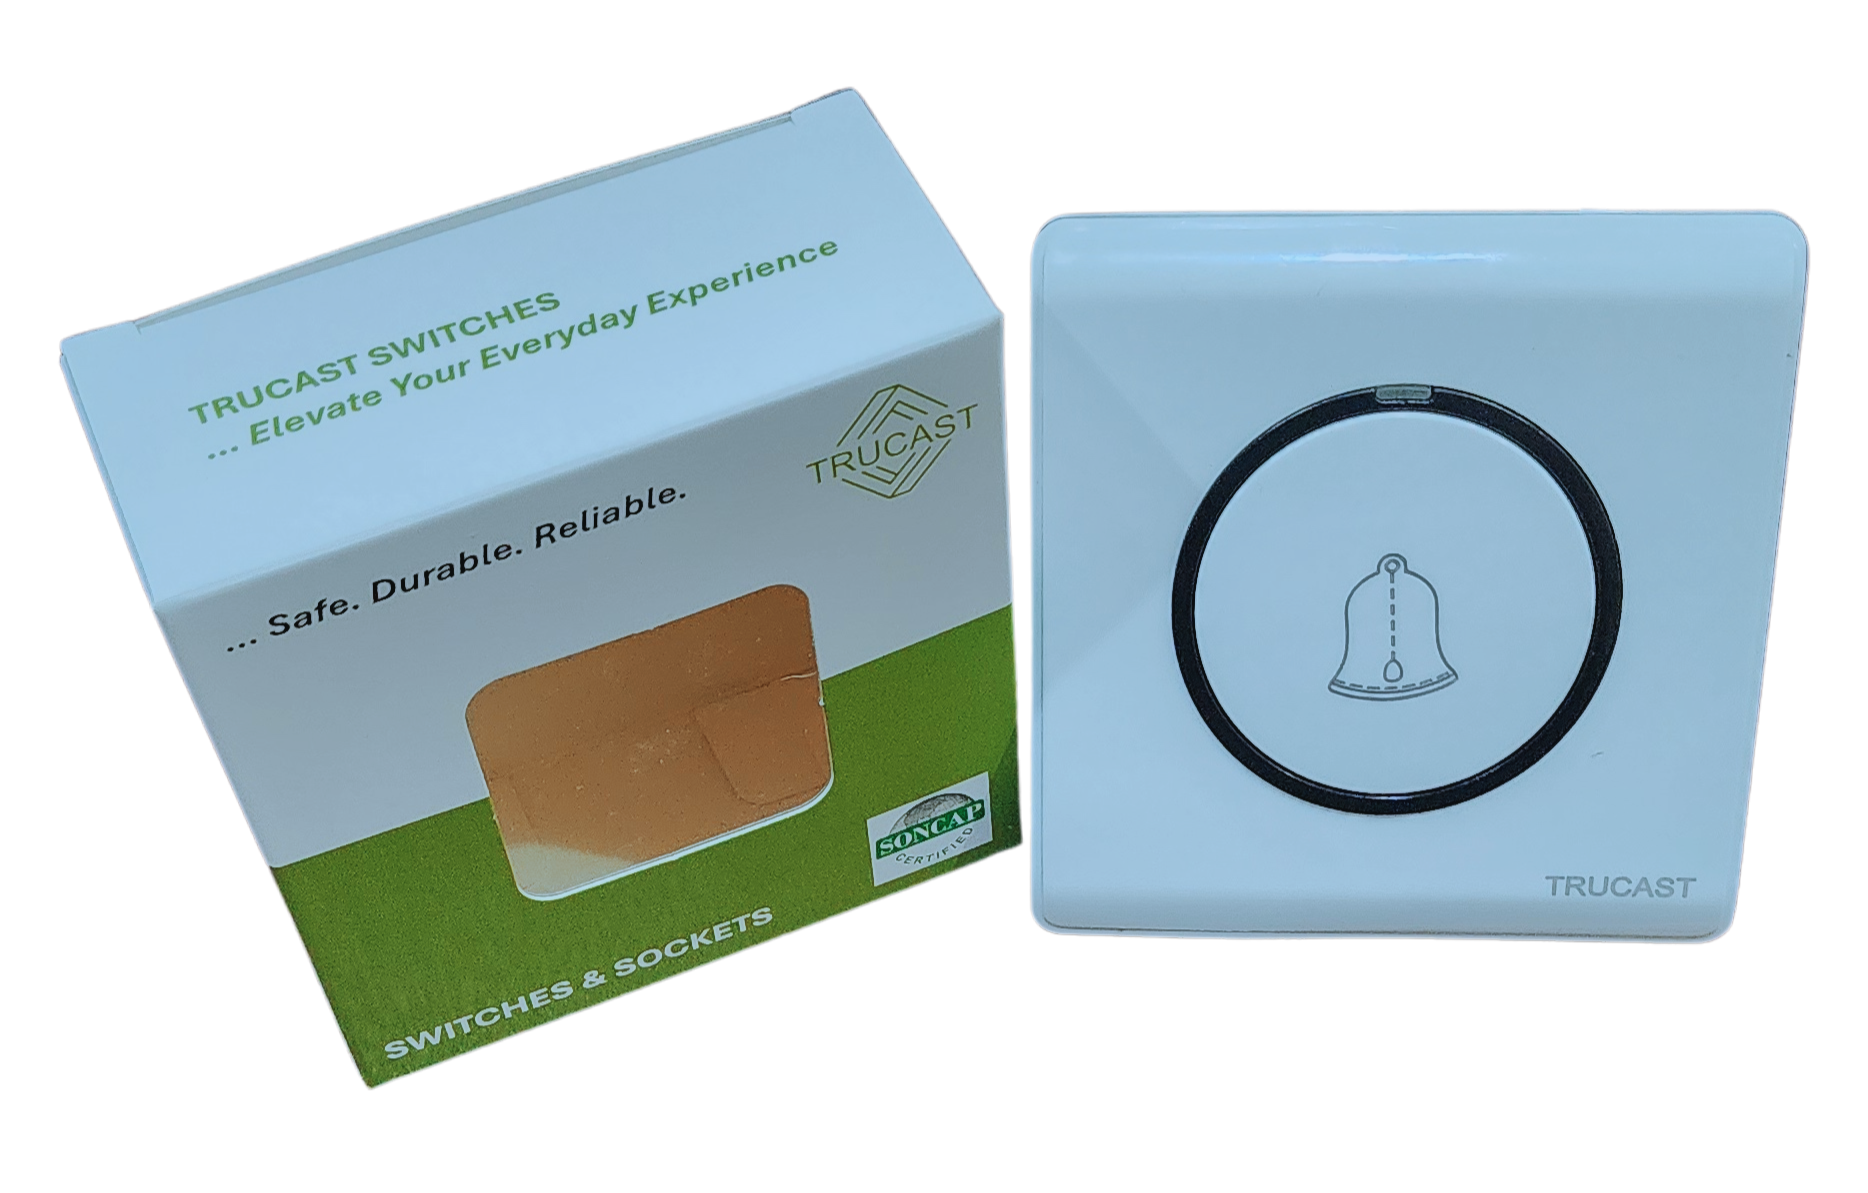 TRUCAST SWITCHES
... Elevate Your Everyday Experience
TRUCAST
... Safe. Durable. Reliable.
SONCAP
CERTIFIED
SWITCHES & SOCKETS
TRUCAST